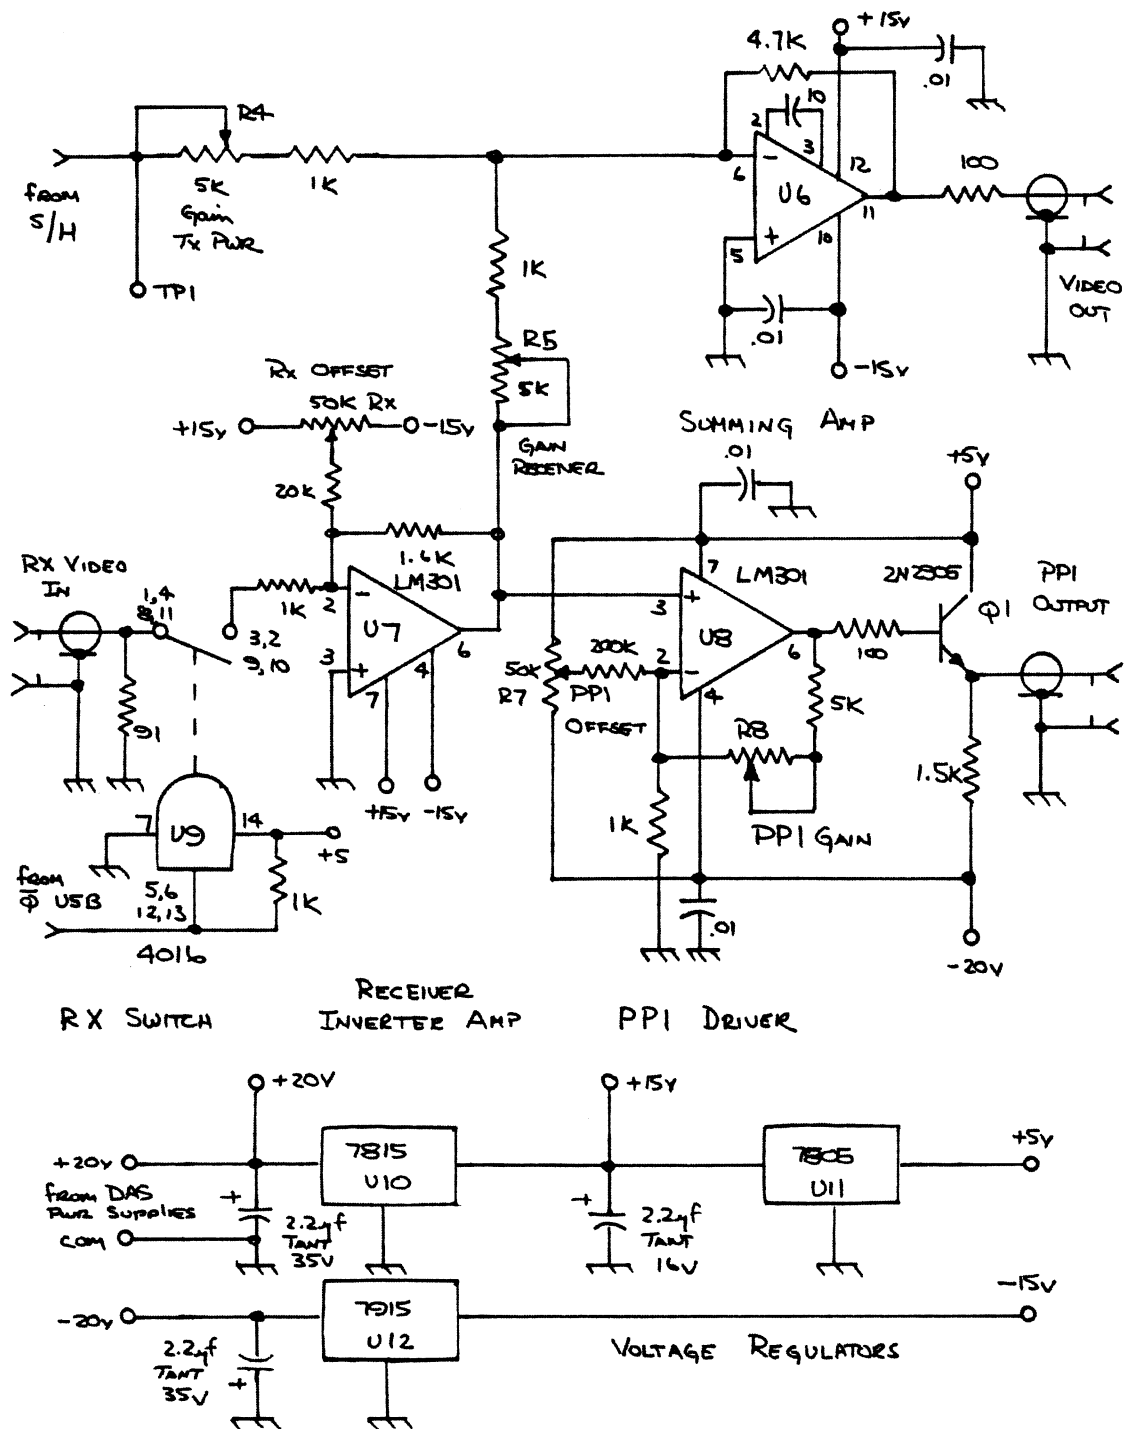 +15v
4.7K
.01
10
R4
2
3
12
100
6
U6
11
5K
1K
from
S/H
Gain
Tx PWR
5
10
1K
VIDEO
OUT
TP1
.01
R5
-15v
Rx OFFSET
50K Rx
5K
+15v
-15v
SUMMING AMP
GAIN
.01
+5v
20K
1.6K
RX VIDEO
IN
LM301
7
LM301
PPI
OUTPUT
1,4
8,11
1K
2
3
Q1
3,2
U7
U8
200K
9,10
3
4
6
50K
2
6
100
7
R7
PPI
4
5K
OFFSET
91
R8
1.5K
+15v
-15v
1K
PPI GAIN
7
U9
14
+5
from
Φ̅ U5B
5,6
12,13
1K
.01
4016
-20v
RX SWITCH
RECEIVER
INVERTER AMP
PPI DRIVER
+20V
+15v
+20v
7815
U10
7805
U11
+5v
from DAS
PWR SUPPLIES
COM
+
2.2µf
TANT
35V
+
2.2µf
TANT
16V
-20v
7915
U12
-15v
2.2µf
TANT
35V
+
VOLTAGE REGULATORS